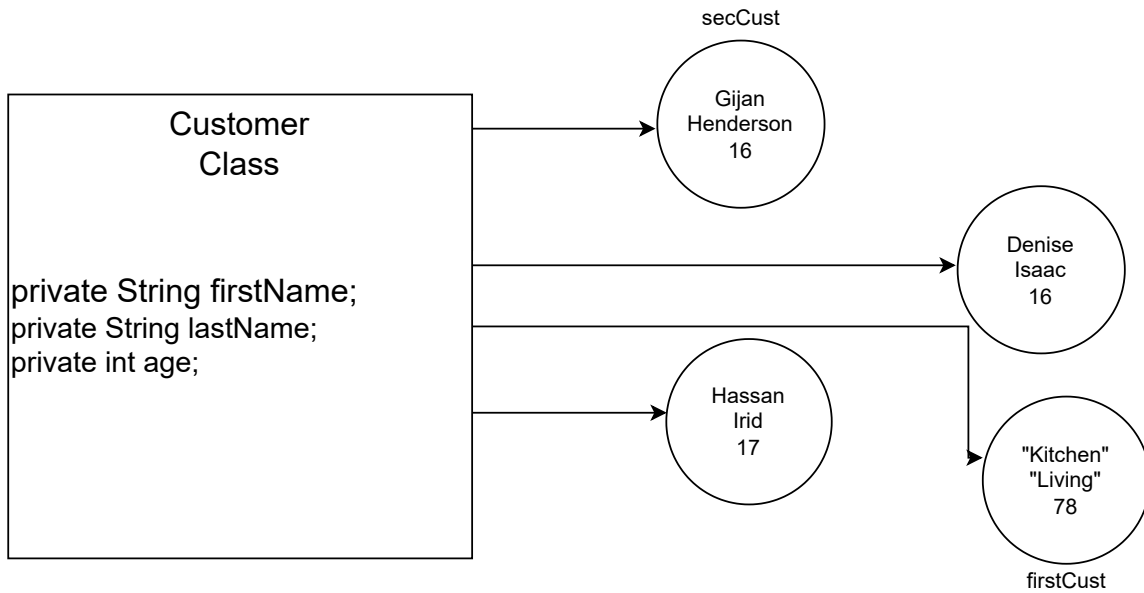 secCust
Gijan
Henderson
16
Customer
Class
private String firstName;
private String lastName;
private int age;
Denise
Isaac
16
Hassan
Irid
17
"Kitchen"
"Living"
78
firstCust